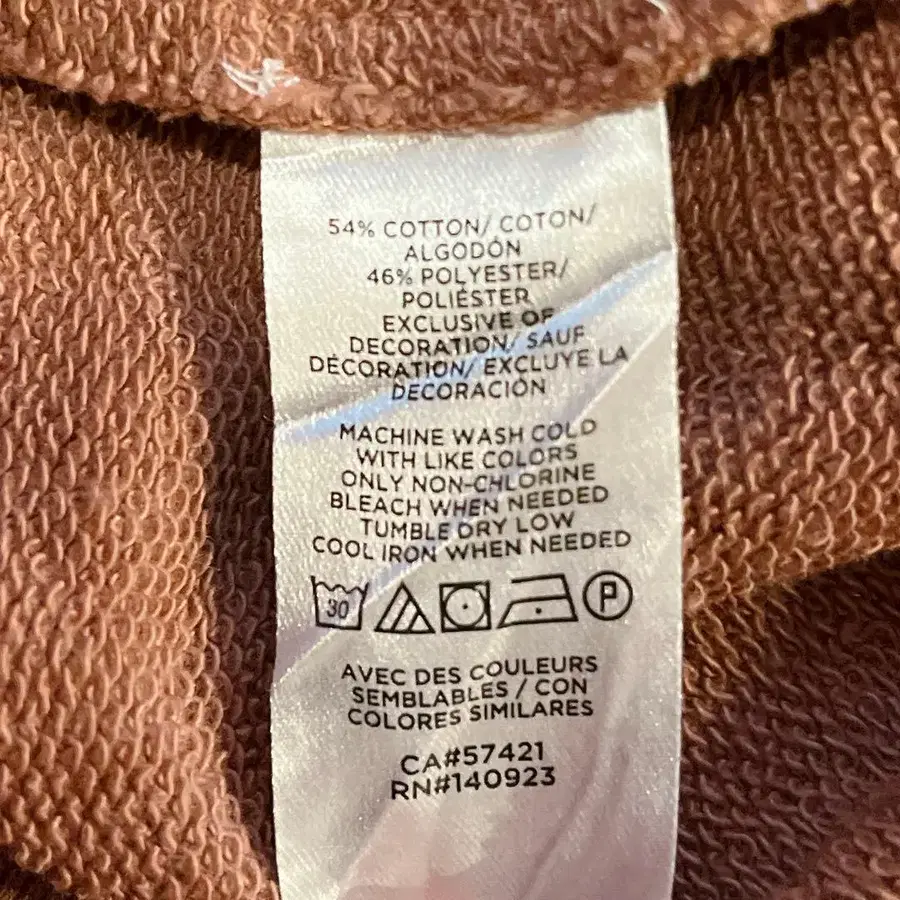 54% COTTON/ COTON/
ALGODÓN
46% POLYESTER/
POLIÉSTER
EXCLUSIVE OF
DECORATION/ SAUF
DÉCORATION/ EXCLUYE LA
DECORACIÓN
MACHINE WASH COLD
WITH LIKE COLORS
ONLY NON-CHLORINE
BLEACH WHEN NEEDED
TUMBLE DRY LOW
COOL IRON WHEN NEEDED
30 P
AVEC DES COULEURS
SEMBLABLES / CON
COLORES SIMILARES
CA#57421
RN#140923